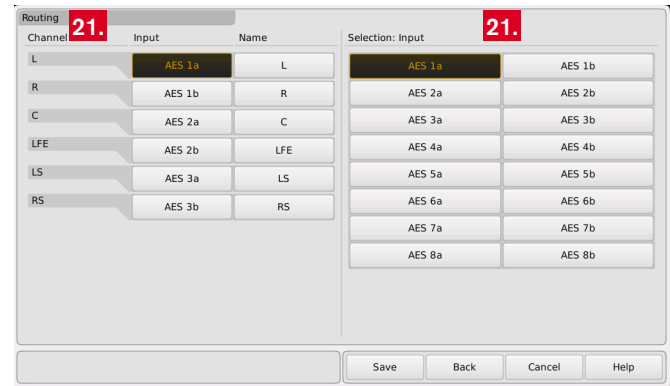 Routing
21.
21.
Channel Input Name Selection: Input
L AES 1a L AES 1a AES 1b
R AES 1b R AES 2a AES 2b
C AES 2a C AES 3a AES 3b
LFE AES 2b LFE AES 4a AES 4b
LS AES 3a LS AES 5a AES 5b
RS AES 3b RS AES 6a AES 6b
AES 7a AES 7b
AES 8a AES 8b
Save Back Cancel Help